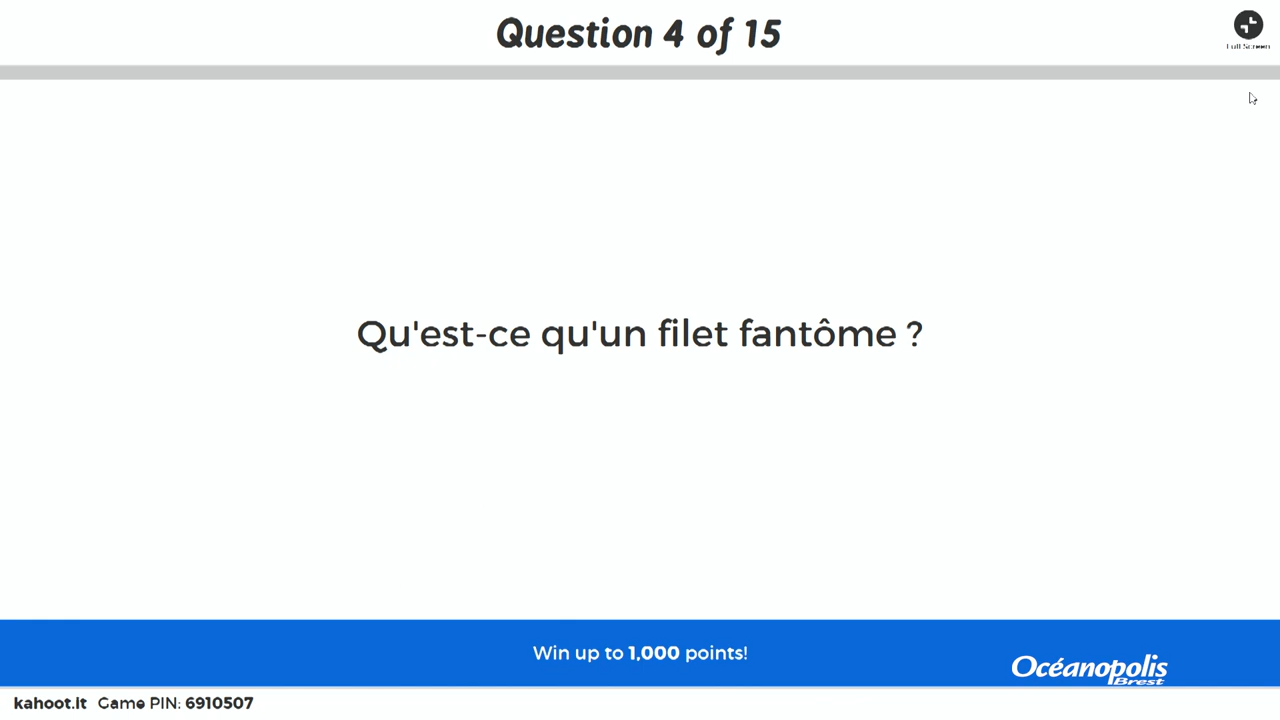 Question 4 of 15
Full Screen
Qu'est-ce qu'un filet fantôme ?
Win up to 1,000 points!
Océanopolis
Brest
kahoot.it Game PIN: 6910507